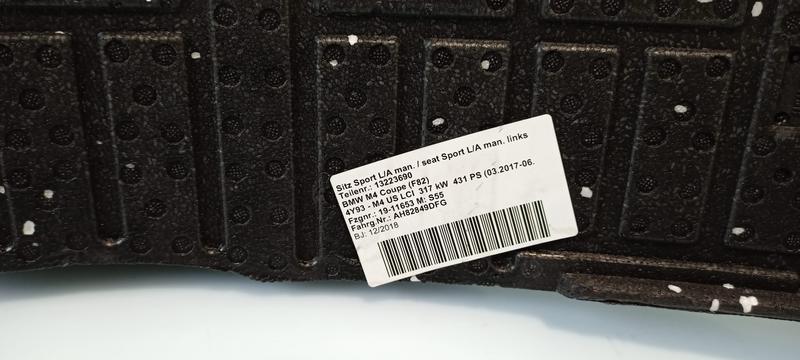 Sitz Sport L/A man. / seat Sport L/A man. links
Teilenr.: 13223690
BMW M4 Coupe (F82)
4Y93 - M4 US LCI 317 kW 431 PS (03.2017-06.
Fzgnr.: 19-11653 M: S55
Fahrg.Nr.: AH82849DFG
BJ: 12/2018